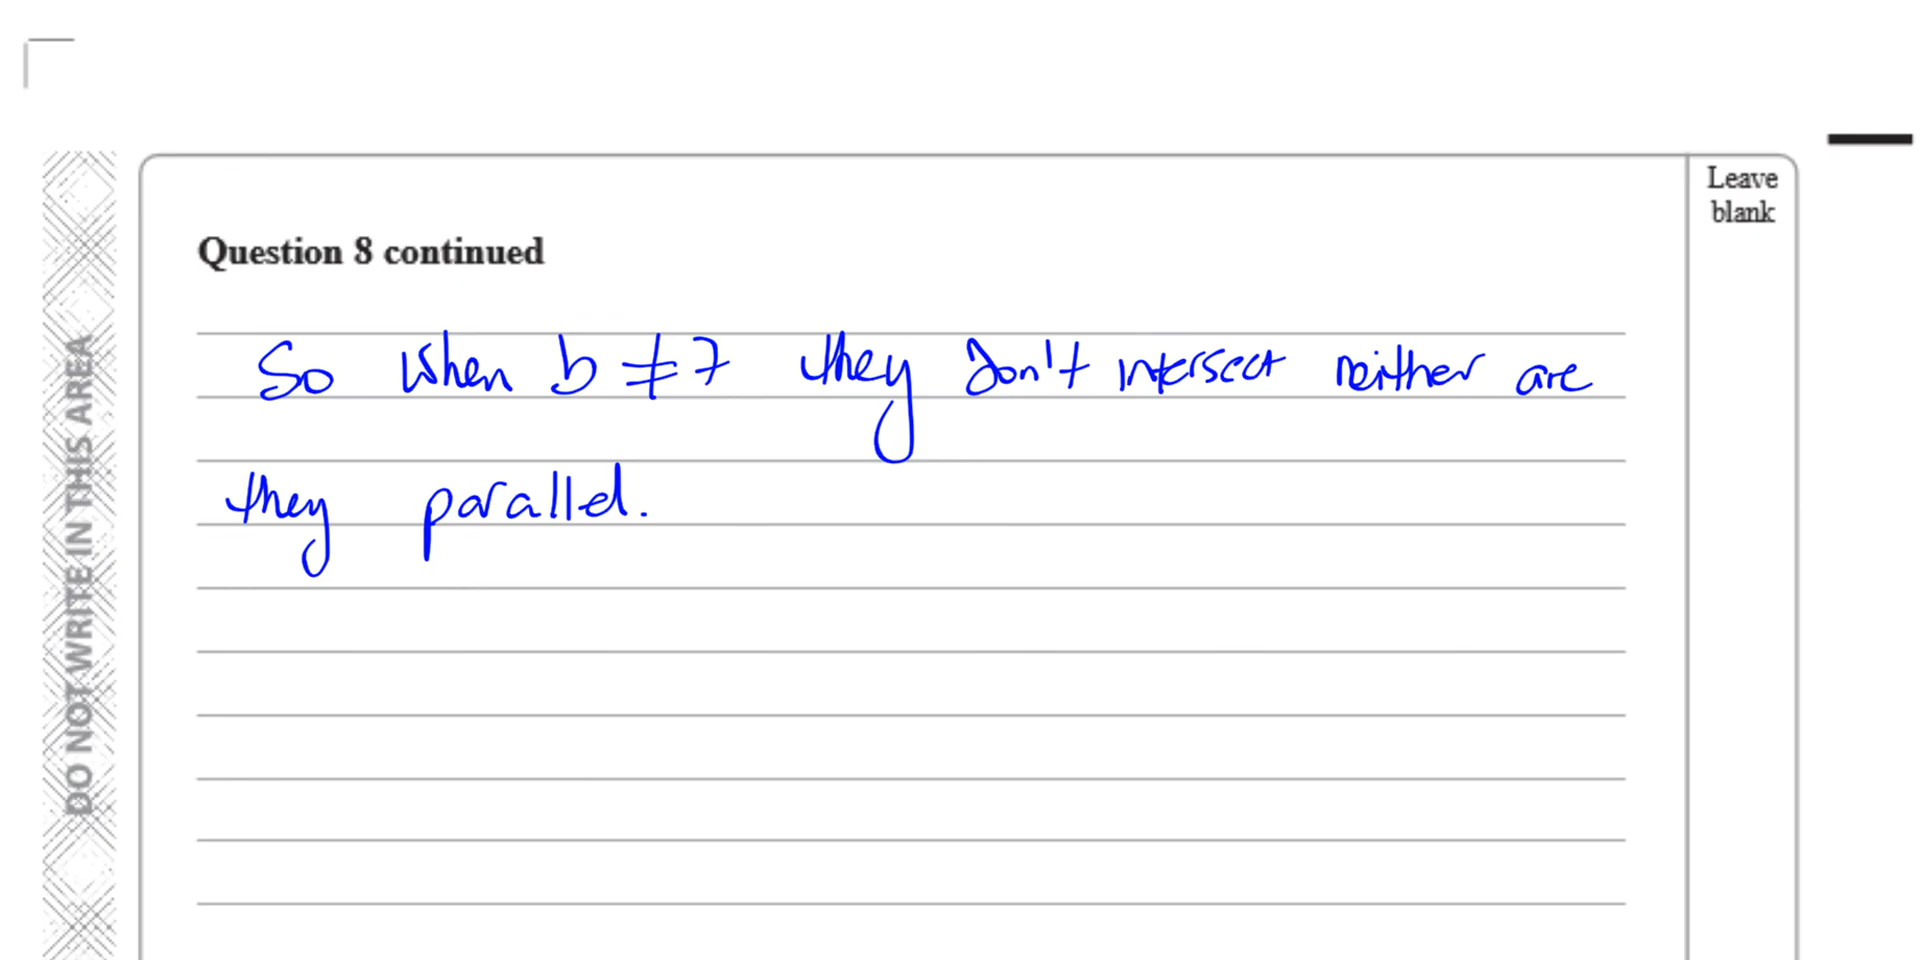 Leave
blank
Question 8 continued
So when b ≠ 7 they don't intersect neither are
they parallel.
DO NOT WRITE IN THIS AREA